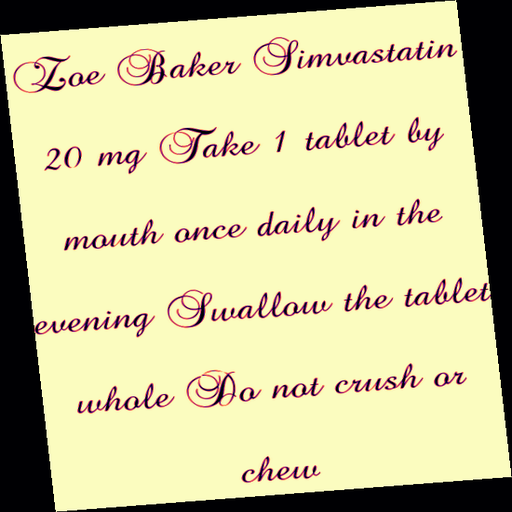 Zoe Baker Simvastatin
20 mg Take 1 tablet by
mouth once daily in the
evening Swallow the tablet
whole Do not crush or
chew